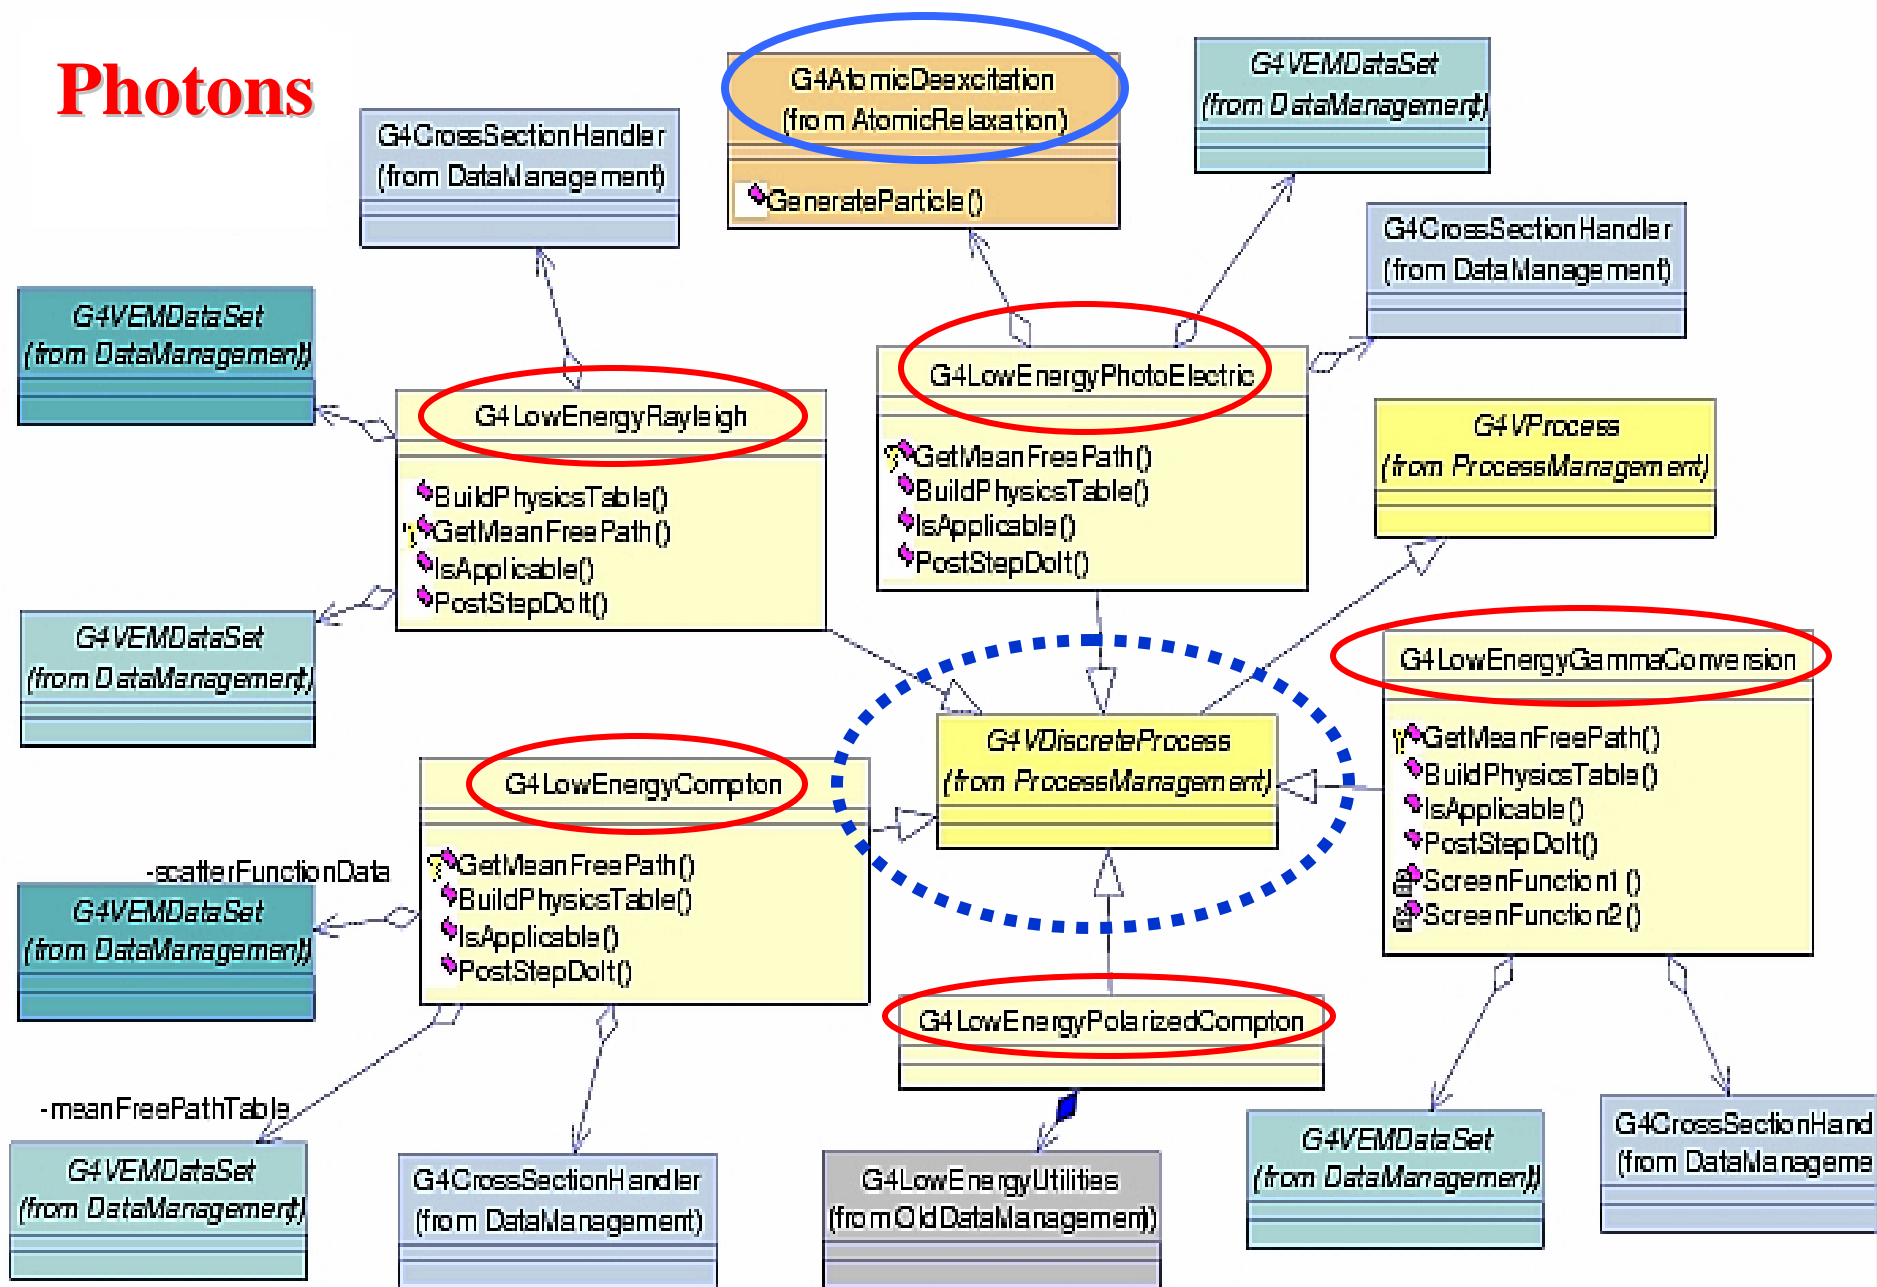 Photons
G4AtomicDeexcitation
(from AtomicRelaxation)
GenerateParticle()
G4VEMDataSet
(from DataManagement)
G4CrossSectionHandler
(from DataManagement)
G4CrossSectionHandler
(from DataManagement)
G4VEMDataSet
(from DataManagement)
G4LowEnergyRayleigh
BuildPhysicsTable()
GetMeanFreePath()
IsApplicable()
PostStepDoIt()
G4LowEnergyPhotoElectric
GetMeanFreePath()
BuildPhysicsTable()
IsApplicable()
PostStepDoIt()
G4VProcess
(from ProcessManagement)
G4VEMDataSet
(from DataManagement)
G4LowEnergyGammaConversion
GetMeanFreePath()
BuildPhysicsTable()
IsApplicable()
PostStepDoIt()
ScreenFunction1()
ScreenFunction2()
G4VDiscreteProcess
(from ProcessManagement)
G4LowEnergyCompton
GetMeanFreePath()
BuildPhysicsTable()
IsApplicable()
PostStepDoIt()
-scatterFunctionData
G4VEMDataSet
(from DataManagement)
G4LowEnergyPolarizedCompton
-meanFreePathTable
G4VEMDataSet
(from DataManagement)
G4CrossSectionHandler
(from DataManagement)
G4LowEnergyUtilities
(from OldDataManagement)
G4VEMDataSet
(from DataManagement)
G4CrossSectionHand
(from DataManageme